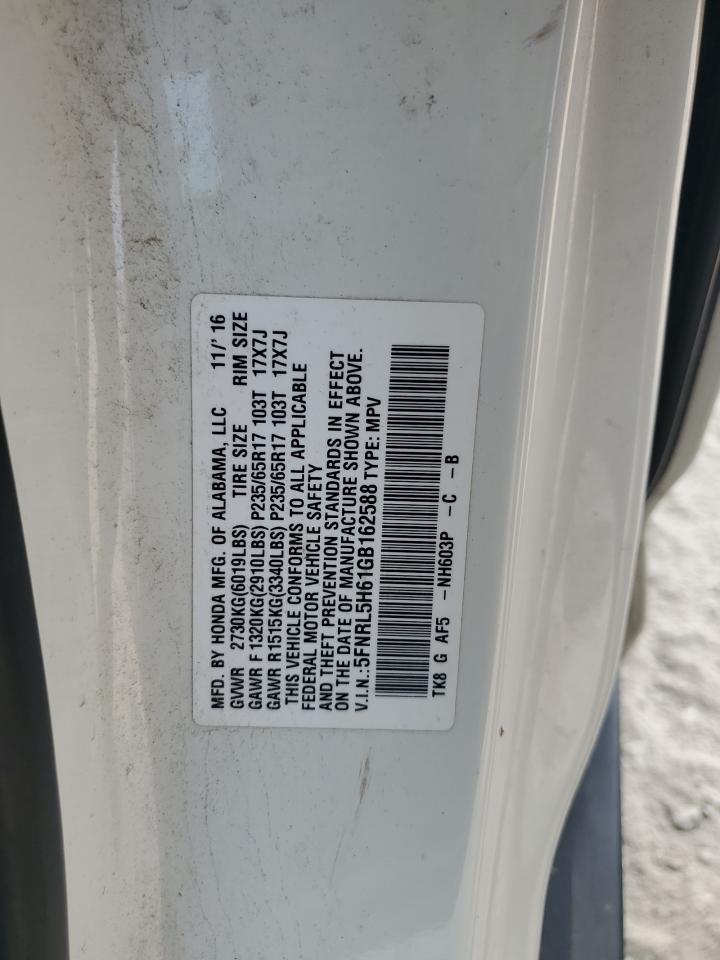 MFD. BY HONDA MFG. OF ALABAMA, LLC 11/' 16
GVWR 2730KG(6019LBS) TIRE SIZE RIM SIZE
GAWR F 1320KG(2910LBS) P235/65R17 103T 17X7J
GAWR R1515KG(3340LBS) P235/65R17 103T 17X7J
THIS VEHICLE CONFORMS TO ALL APPLICABLE
FEDERAL MOTOR VEHICLE SAFETY
AND THEFT PREVENTION STANDARDS IN EFFECT
ON THE DATE OF MANUFACTURE SHOWN ABOVE.
V.I.N.:5FNRL5H61GB162588 TYPE: MPV
TK8 G AF5 -NH603P -C -B